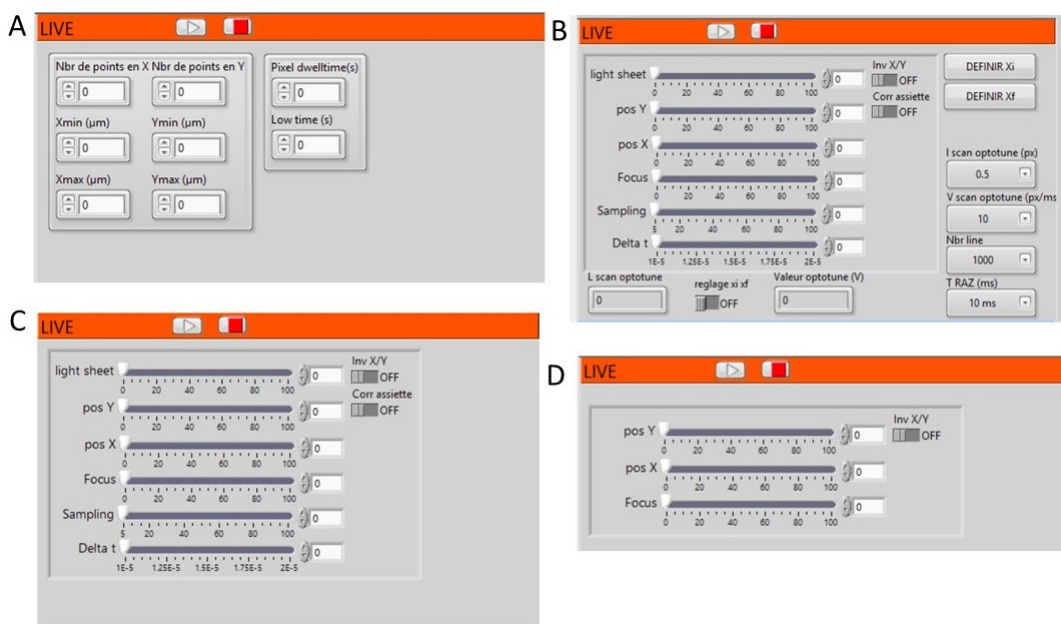 A
LIVE
Nbr de points en X Nbr de points en Y
0 0
Xmin (µm) Ymin (µm)
0 0
Xmax (µm) Ymax (µm)
0 0
Pixel dwelltime(s)
0
Low time (s)
0
B
LIVE
light sheet 0
0 20 40 60 80 100
pos Y 0
0 20 40 60 80 100
pos X 0
0 20 40 60 80 100
Focus 0
0 20 40 60 80 100
Sampling 0
5 20 40 60 80 100
Delta t 0
1E-5 1.25E-5 1.5E-5 1.75E-5 2E-5
Inv X/Y
OFF
Corr assiette
OFF
DEFINIR Xi
DEFINIR Xf
I scan optotune (px)
0.5
V scan optotune (px/ms
10
Nbr line
1000
T RAZ (ms)
10 ms
L scan optotune
0
reglage xi xf
OFF
Valeur optotune (V)
0
C
LIVE
light sheet 0
0 20 40 60 80 100
pos Y 0
0 20 40 60 80 100
pos X 0
0 20 40 60 80 100
Focus 0
0 20 40 60 80 100
Sampling 0
5 20 40 60 80 100
Delta t 0
1E-5 1.25E-5 1.5E-5 1.75E-5 2E-5
Inv X/Y
OFF
Corr assiette
OFF
D
LIVE
pos Y 0
0 20 40 60 80 100
pos X 0
0 20 40 60 80 100
Focus 0
0 20 40 60 80 100
Inv X/Y
OFF